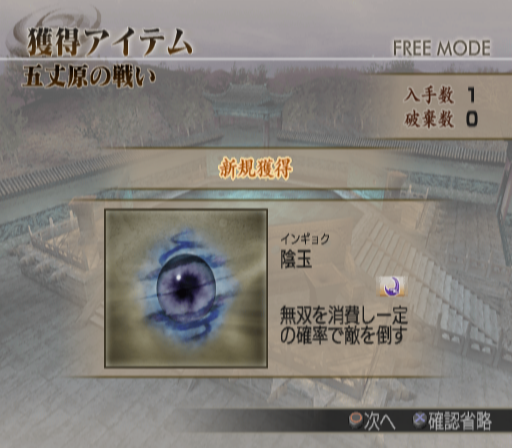 獲得アイテム
FREE MODE
五丈原の戦い
入手数 1
破棄数 0
新規獲得
インギョク
陰玉
無双を消費し一定
の確率で敵を倒す
次へ 確認省略